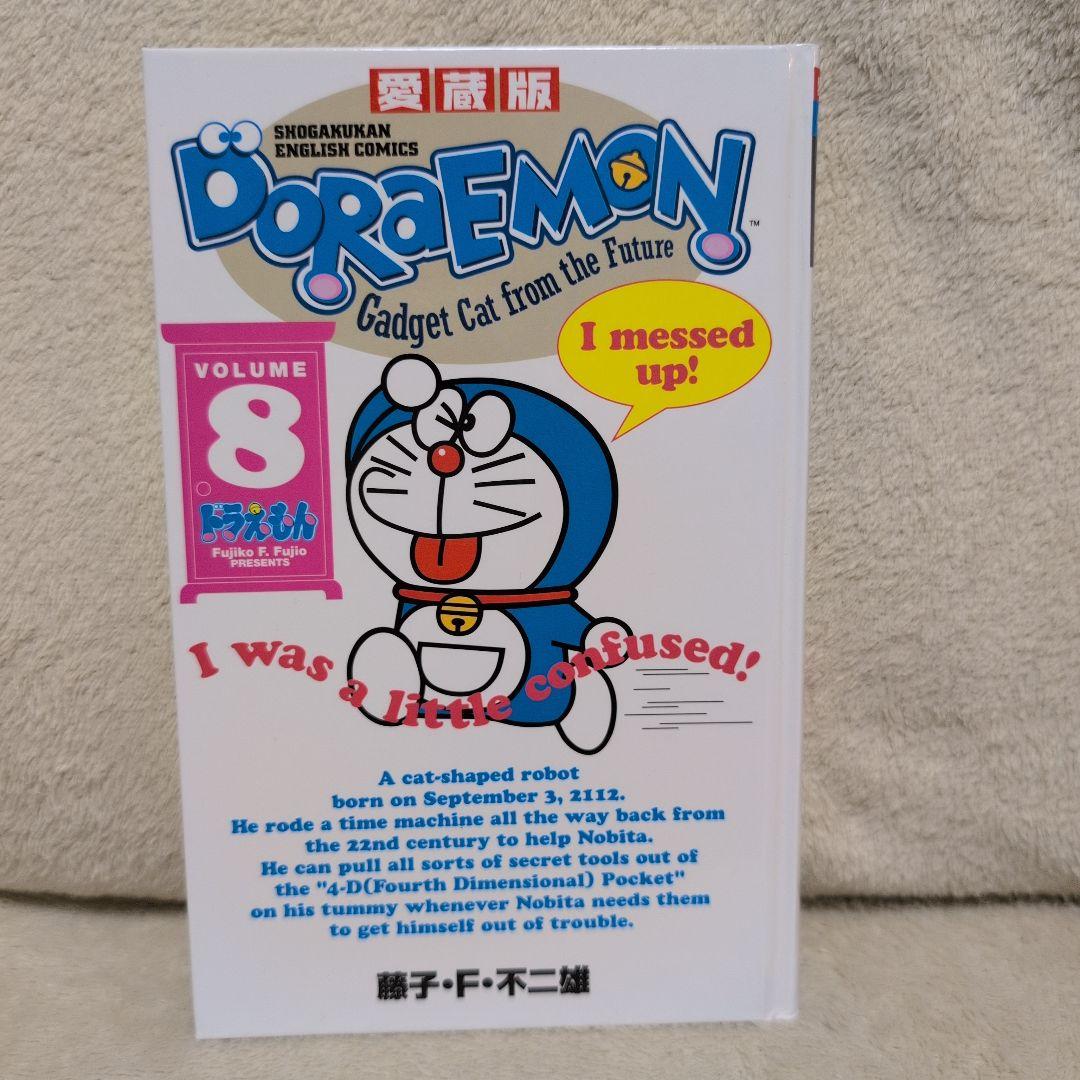 愛蔵版
SHOGAKUKAN
ENGLISH COMICS
DORAEMON
™
Gadget Cat from the Future
I messed
up!
VOLUME
8
ドラえもん
Fujiko F. Fujio
PRESENTS
I was a little confused!
A cat-shaped robot
born on September 3, 2112.
He rode a time machine all the way back from
the 22nd century to help Nobita.
He can pull all sorts of secret tools out of
the "4-D(Fourth Dimensional) Pocket"
on his tummy whenever Nobita needs them
to get himself out of trouble.
藤子・F・不二雄